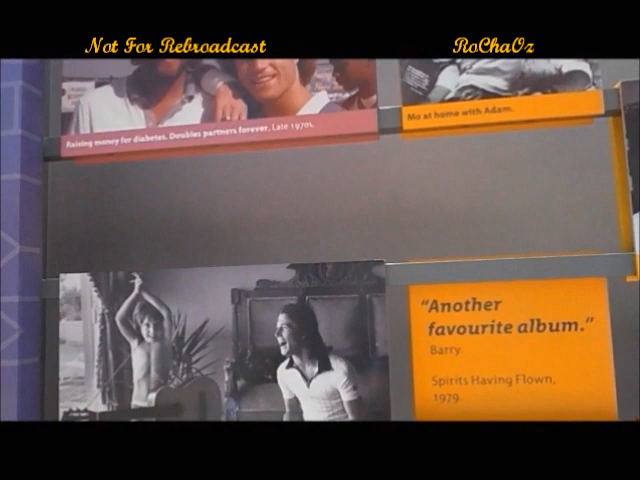 Not For Rebroadcast
RoChaOz
Raising money for diabetes. Doubles partners forever. Late 1970s.
Mo at home with Adam.
"Another
favourite album."
Barry.
Spirits Having Flown,
1979.